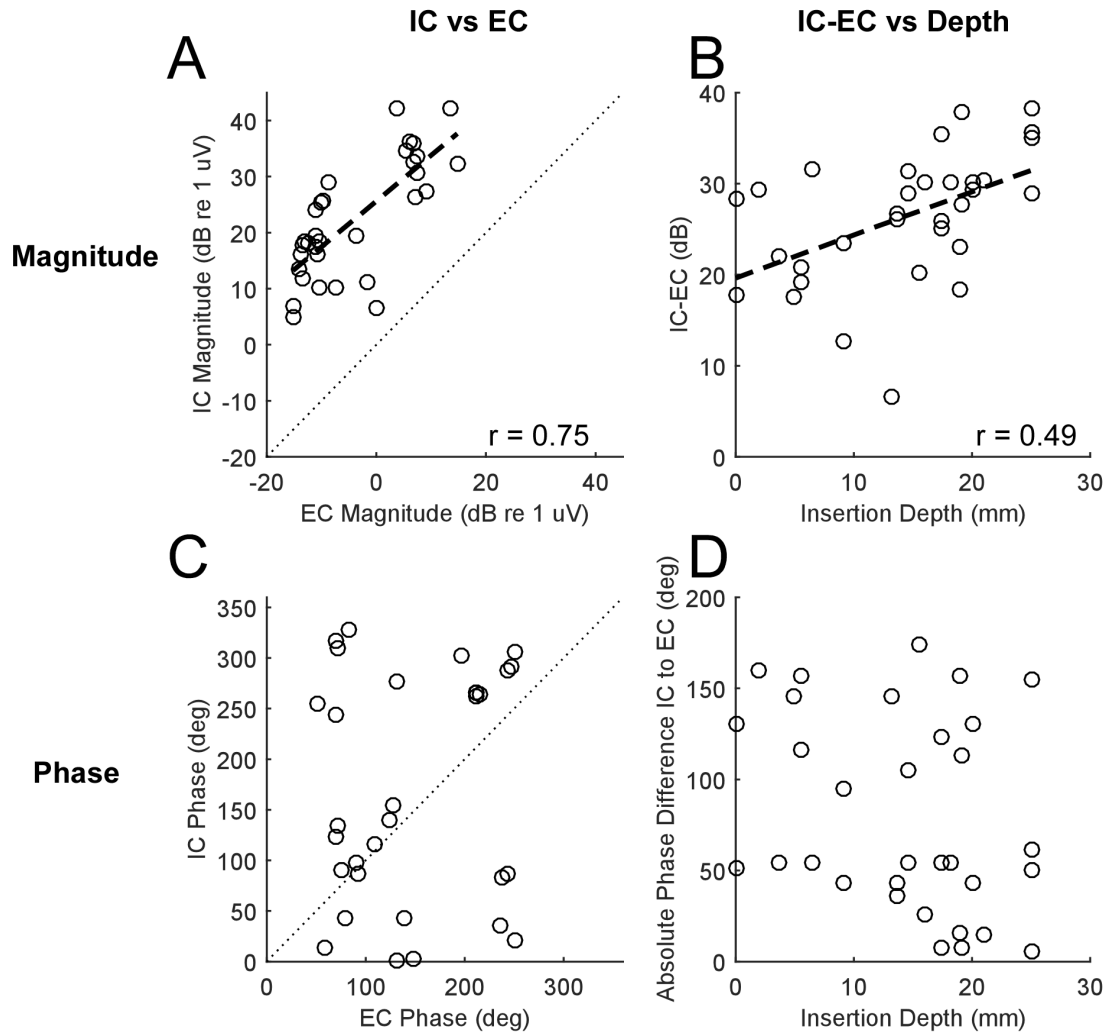 IC vs EC
IC-EC vs Depth
Magnitude
A
IC Magnitude (dB re 1 uV)
40
30
20
10
0
-10
-20
-20 0 20 40
EC Magnitude (dB re 1 uV)
r = 0.75
B
IC-EC (dB)
40
30
20
10
0
0 10 20 30
Insertion Depth (mm)
r = 0.49
Phase
C
IC Phase (deg)
350
300
250
200
150
100
50
0
0 100 200 300
EC Phase (deg)
D
Absolute Phase Difference IC to EC (deg)
200
150
100
50
0
0 10 20 30
Insertion Depth (mm)